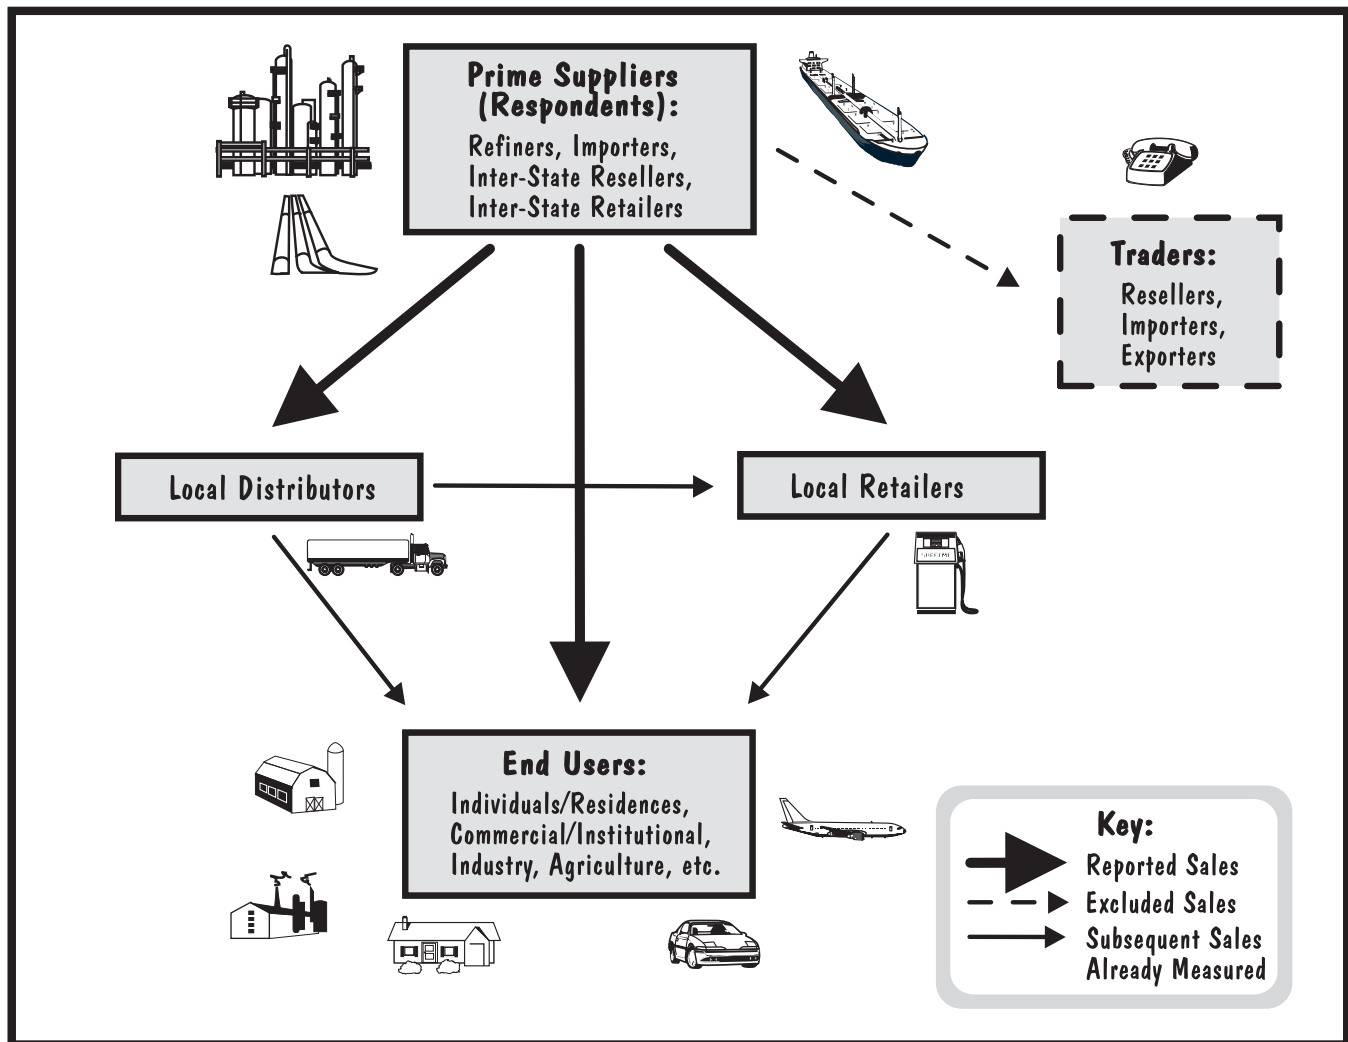 Prime Suppliers
(Respondents):
Refiners, Importers,
Inter-State Resellers,
Inter-State Retailers
Traders:
Resellers,
Importers,
Exporters
Local Distributors
Local Retailers
End Users:
Individuals/Residences,
Commercial/Institutional,
Industry, Agriculture, etc.
Key:
Reported Sales
Excluded Sales
Subsequent Sales
Already Measured